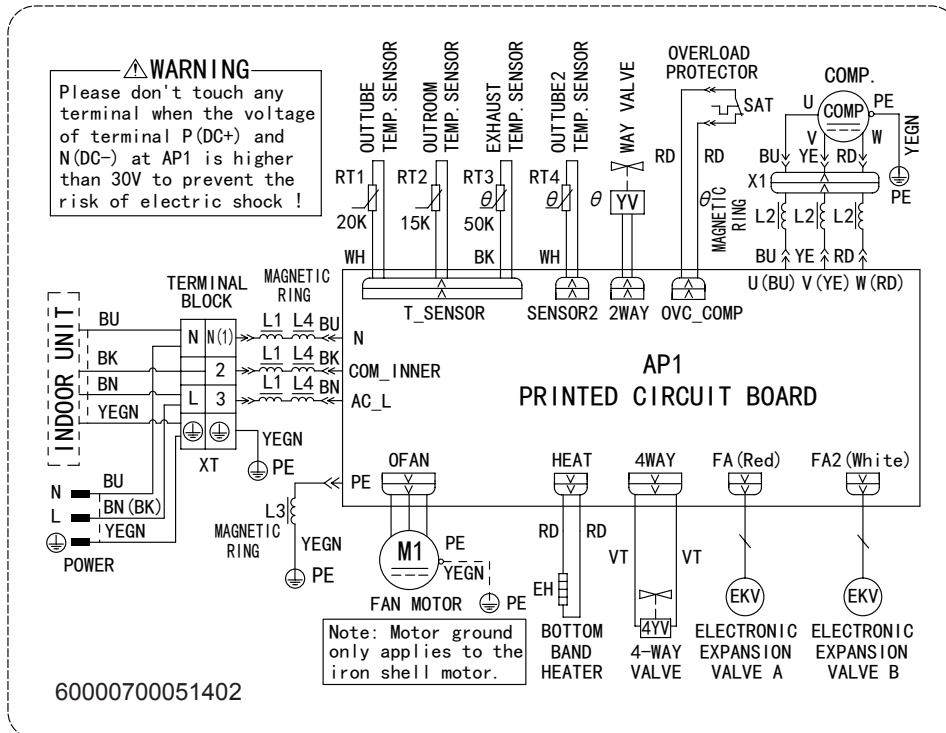 ⚠WARNING
Please don't touch any
terminal when the voltage
of terminal P(DC+) and
N(DC-) at AP1 is higher
than 30V to prevent the
risk of electric shock !
OUTTUBE
TEMP. SENSOR
OUTROOM
TEMP. SENSOR
EXHAUST
TEMP. SENSOR
OUTTUBE2
TEMP. SENSOR
WAY VALVE
OVERLOAD
PROTECTOR
SAT
COMP.
U
COMP
PE
V
W
YEGN
RT1
RT2
RT3
RT4
θ
θ
θ
YV
θ
RD
RD
20K
15K
50K
MAGNETIC
RING
BU
YE
RD
X1
PE
L2
L2
L2
WH
BK
WH
BU
YE
RD
U(BU) V(YE) W(RD)
T_SENSOR
SENSOR2
2WAY
OVC_COMP
INDOOR UNIT
TERMINAL
BLOCK
MAGNETIC
RING
BU
N
N(1)
L1
L4
BU
N
BK
2
L1
L4
BK
COM_INNER
BN
L
3
L1
L4
BN
AC_L
YEGN
YEGN
XT
PE
AP1
PRINTED CIRCUIT BOARD
N
BU
L
BN(BK)
YEGN
POWER
PE
L3
MAGNETIC
RING
YEGN
PE
OFAN
HEAT
4WAY
FA(Red)
FA2(White)
M1
PE
YEGN
PE
FAN MOTOR
RD
RD
EH
VT
VT
4YV
EKV
EKV
Note: Motor ground
only applies to the
iron shell motor.
BOTTOM
BAND
HEATER
4-WAY
VALVE
ELECTRONIC
EXPANSION
VALVE A
ELECTRONIC
EXPANSION
VALVE B
60000700051402